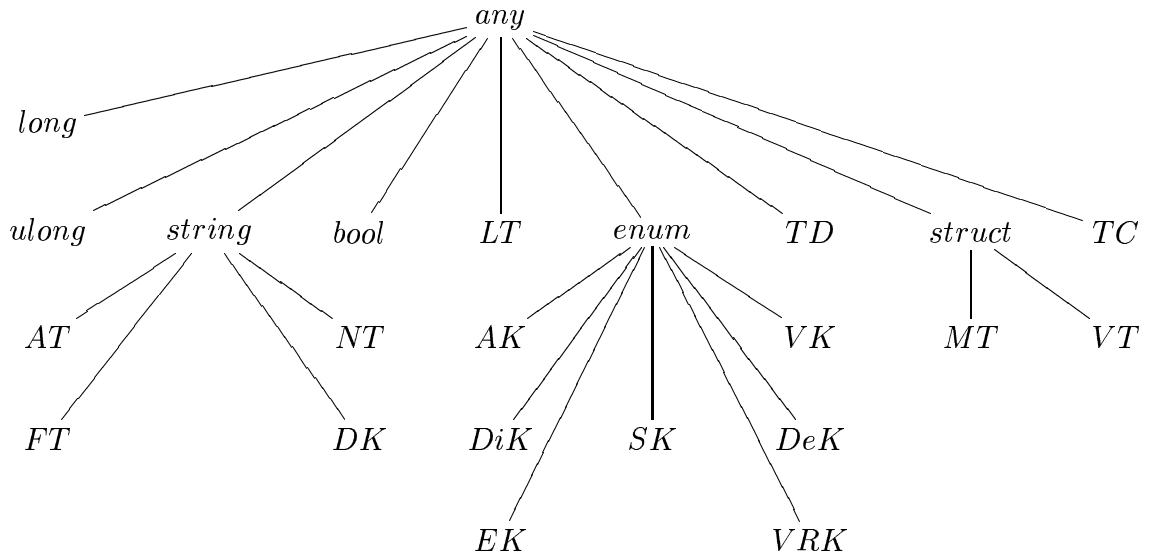 any
long
ulong string bool LT enum TD struct TC
AT NT AK VK MT VT
FT DK DiK SK DeK
EK VRK